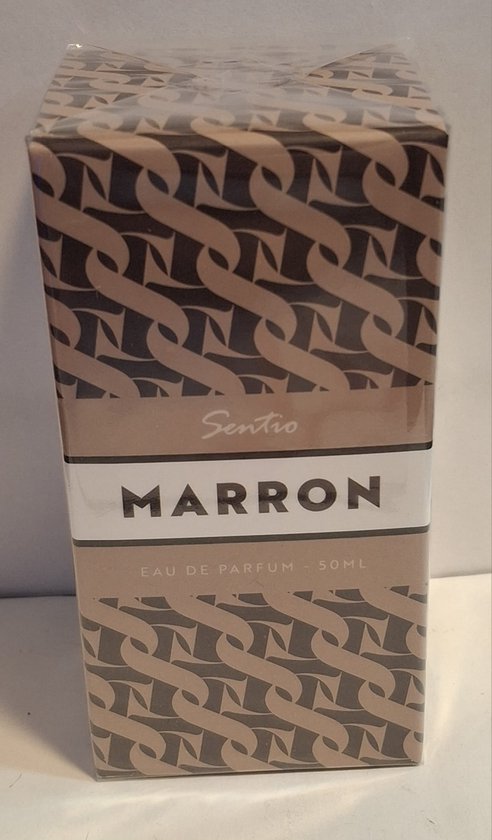 Sentio
MARRON
EAU DE PARFUM - 50ML